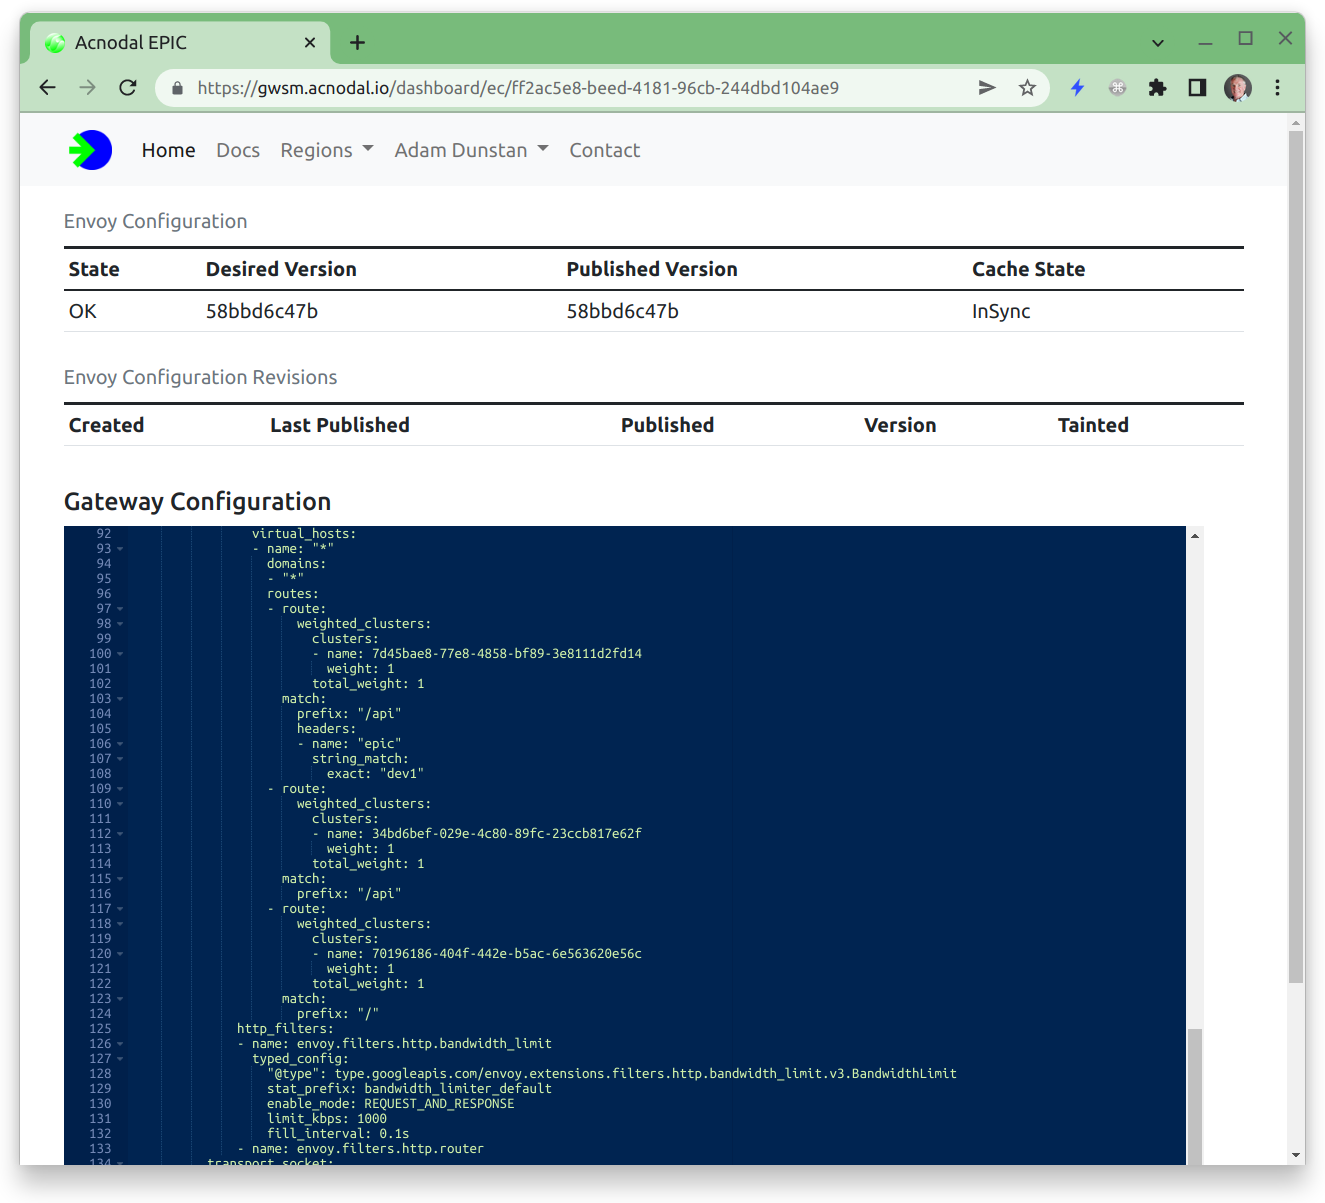 Acnodal EPIC
https://gwsm.acnodal.io/dashboard/ec/ff2ac5e8-beed-4181-96cb-244dbd104ae9
Home Docs Regions Adam Dunstan Contact
Envoy Configuration
State Desired Version Published Version Cache State
OK 58bbd6c47b 58bbd6c47b InSync
Envoy Configuration Revisions
Created Last Published Published Version Tainted
Gateway Configuration
92 virtual_hosts:
93 - name: "*"
94 domains:
95 - "*"
96 routes:
97 - route:
98 weighted_clusters:
99 clusters:
100 - name: 7d45bae8-77e8-4858-bf89-3e8111d2fd14
101 weight: 1
102 total_weight: 1
103 match:
104 prefix: "/api"
105 headers:
106 - name: "epic"
107 string_match:
108 exact: "dev1"
109 - route:
110 weighted_clusters:
111 clusters:
112 - name: 34bd6bef-029e-4c80-89fc-23ccb817e62f
113 weight: 1
114 total_weight: 1
115 match:
116 prefix: "/api"
117 - route:
118 weighted_clusters:
119 clusters:
120 - name: 70196186-404f-442e-b5ac-6e563620e56c
121 weight: 1
122 total_weight: 1
123 match:
124 prefix: "/"
125 http_filters:
126 - name: envoy.filters.http.bandwidth_limit
127 typed_config:
128 "@type": type.googleapis.com/envoy.extensions.filters.http.bandwidth_limit.v3.BandwidthLimit
129 stat_prefix: bandwidth_limiter_default
130 enable_mode: REQUEST_AND_RESPONSE
131 limit_kbps: 1000
132 fill_interval: 0.1s
133 - name: envoy.filters.http.router
134 transport_socket: